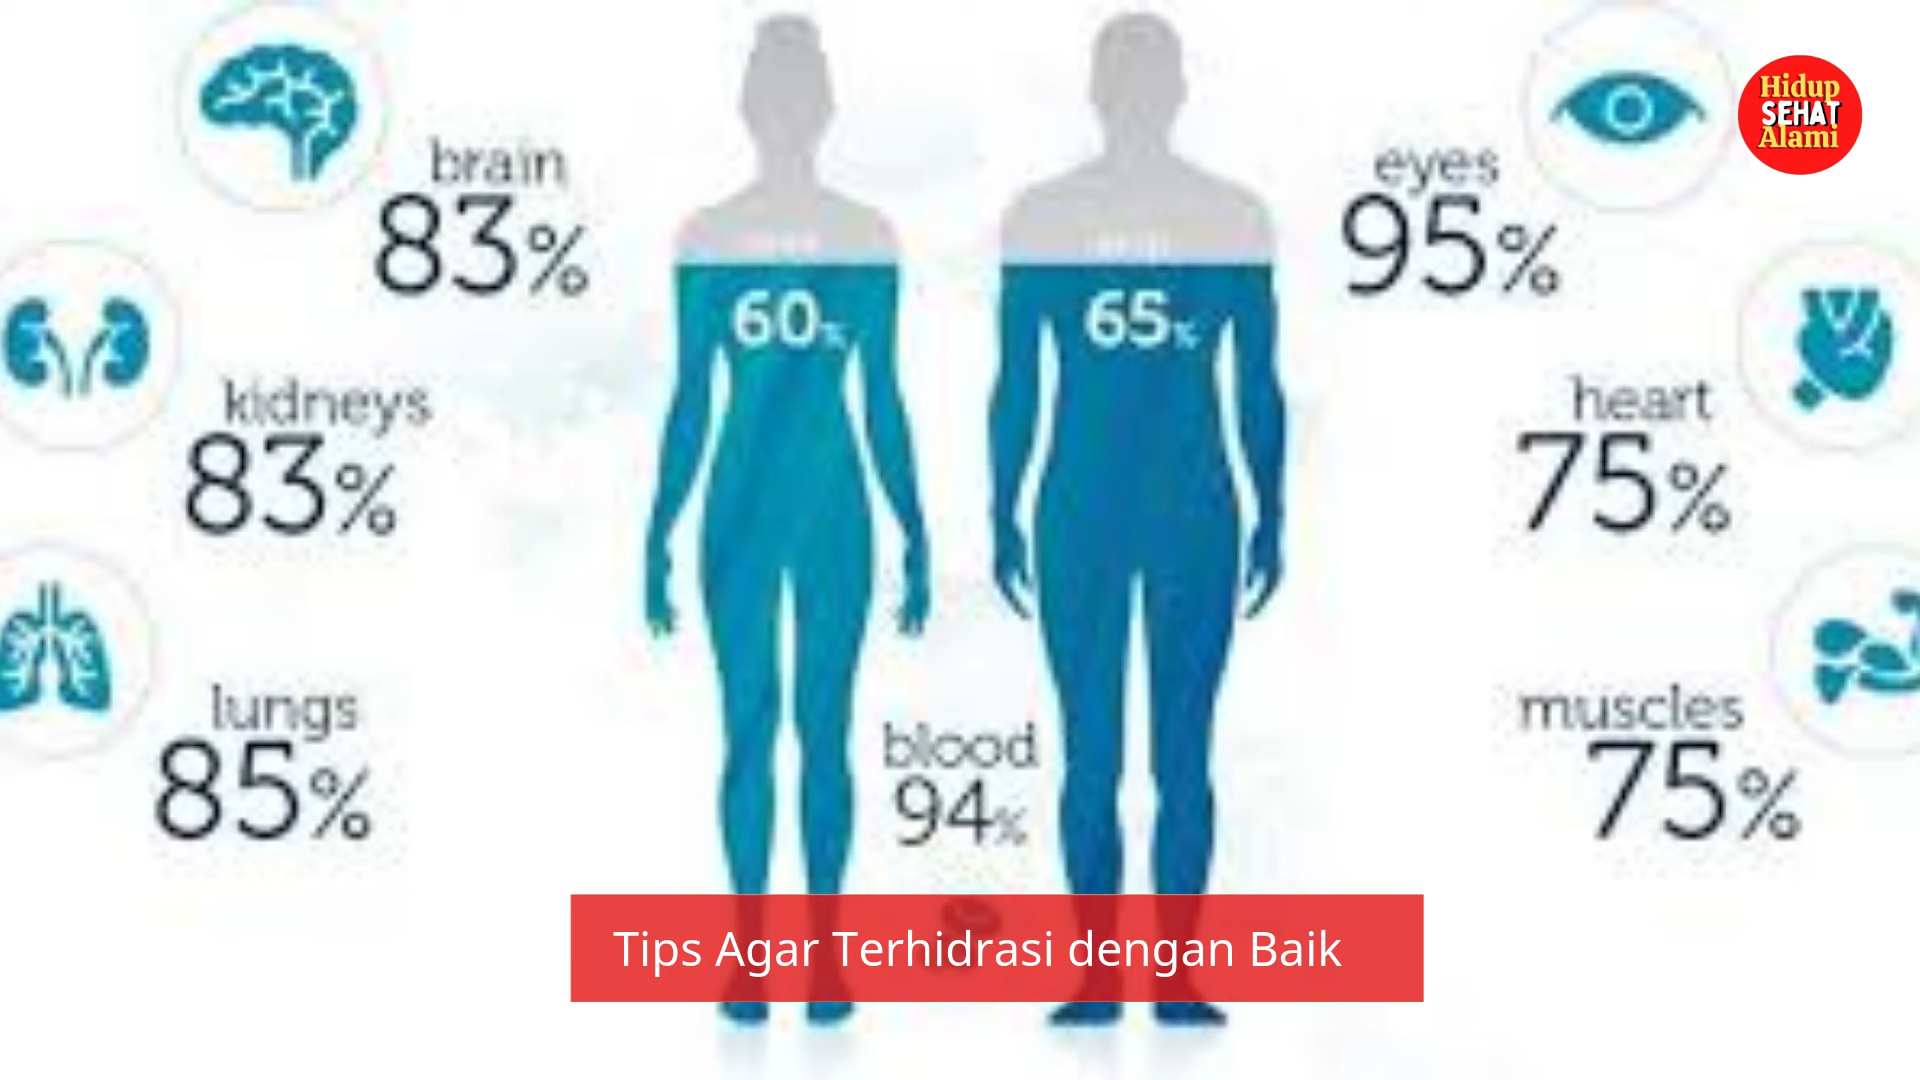 brain
83%
kidneys
83%
lungs
85%
60%
65%
blood
94%
eyes
95%
heart
75%
muscles
75%
Hidup
SEHAT
Alami
Tips Agar Terhidrasi dengan Baik